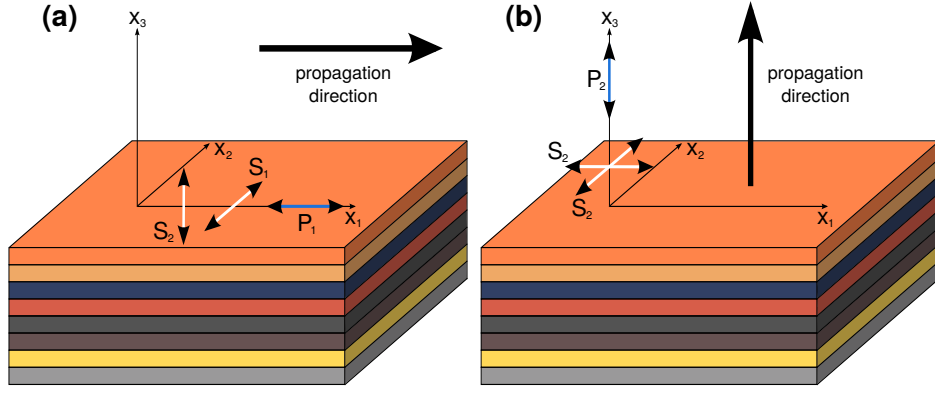 (a)
x3
propagation
direction
x2
S1
S2
P1
x1
(b)
x3
P2
propagation
direction
S2
x2
S2
x1